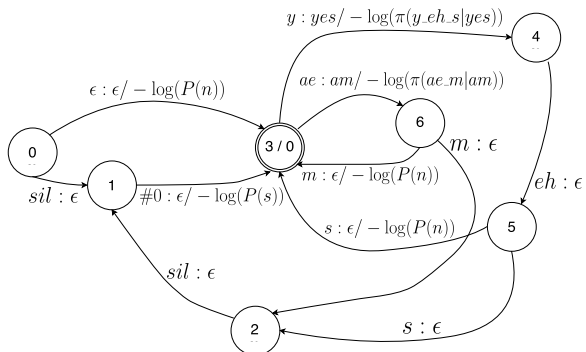 y : yes/ − log(π(y_eh_s|yes))
4
ϵ : ϵ/ − log(P(n))
ae : am/ − log(π(ae_m|am))
6
0
3 / 0
m : ϵ
1
m : ϵ/ − log(P(n))
sil : ϵ
#0 : ϵ/ − log(P(s))
eh : ϵ
s : ϵ/ − log(P(n))
5
sil : ϵ
2
s : ϵ